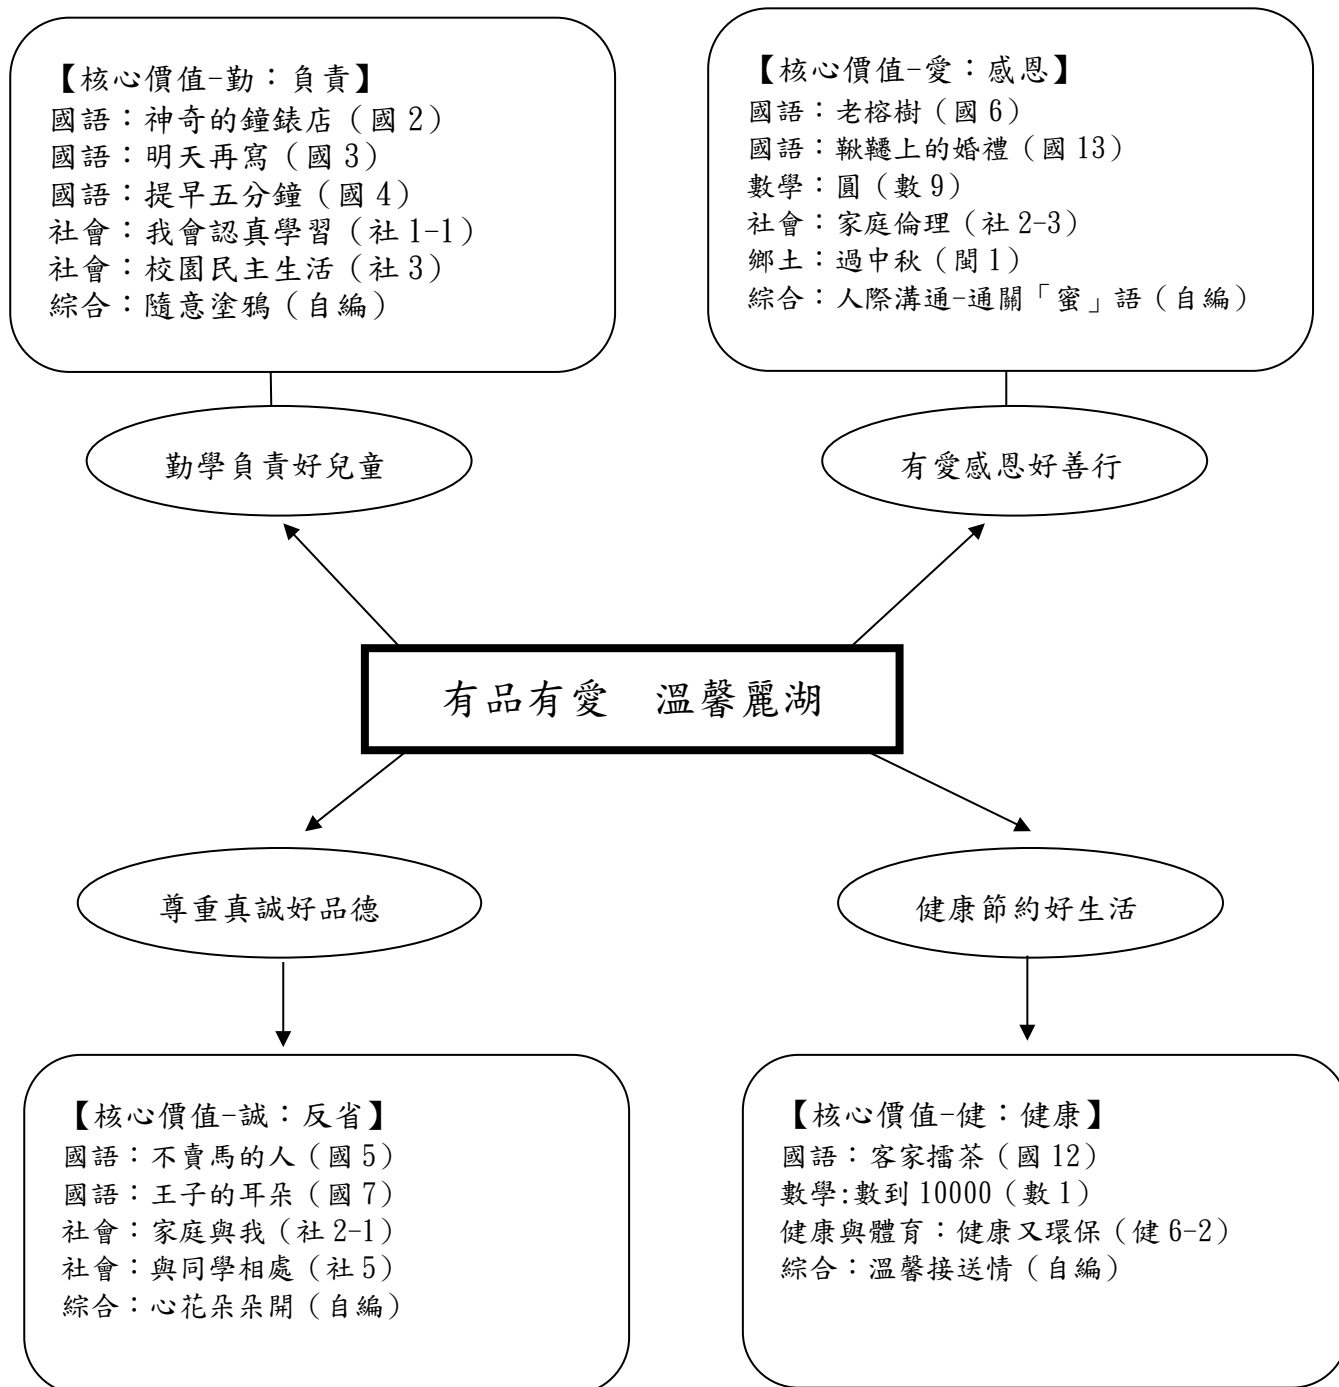 【核心價值-勤：負責】
國語：神奇的鐘錶店（國2）
國語：明天再寫（國3）
國語：提早五分鐘（國4）
社會：我會認真學習（社1-1）
社會：校園民主生活（社3）
綜合：隨意塗鴉（自編）
【核心價值-愛：感恩】
國語：老榕樹（國6）
國語：鞦韆上的婚禮（國13）
數學：圓（數9）
社會：家庭倫理（社2-3）
鄉土：過中秋（閩1）
綜合：人際溝通-通關「蜜」語（自編）
勤學負責好兒童
有愛感恩好善行
有品有愛　溫馨麗湖
尊重真誠好品德
健康節約好生活
【核心價值-誠：反省】
國語：不賣馬的人（國5）
國語：王子的耳朵（國7）
社會：家庭與我（社2-1）
社會：與同學相處（社5）
綜合：心花朵朵開（自編）
【核心價值-健：健康】
國語：客家擂茶（國12）
數學:數到10000（數1）
健康與體育：健康又環保（健6-2）
綜合：溫馨接送情（自編）